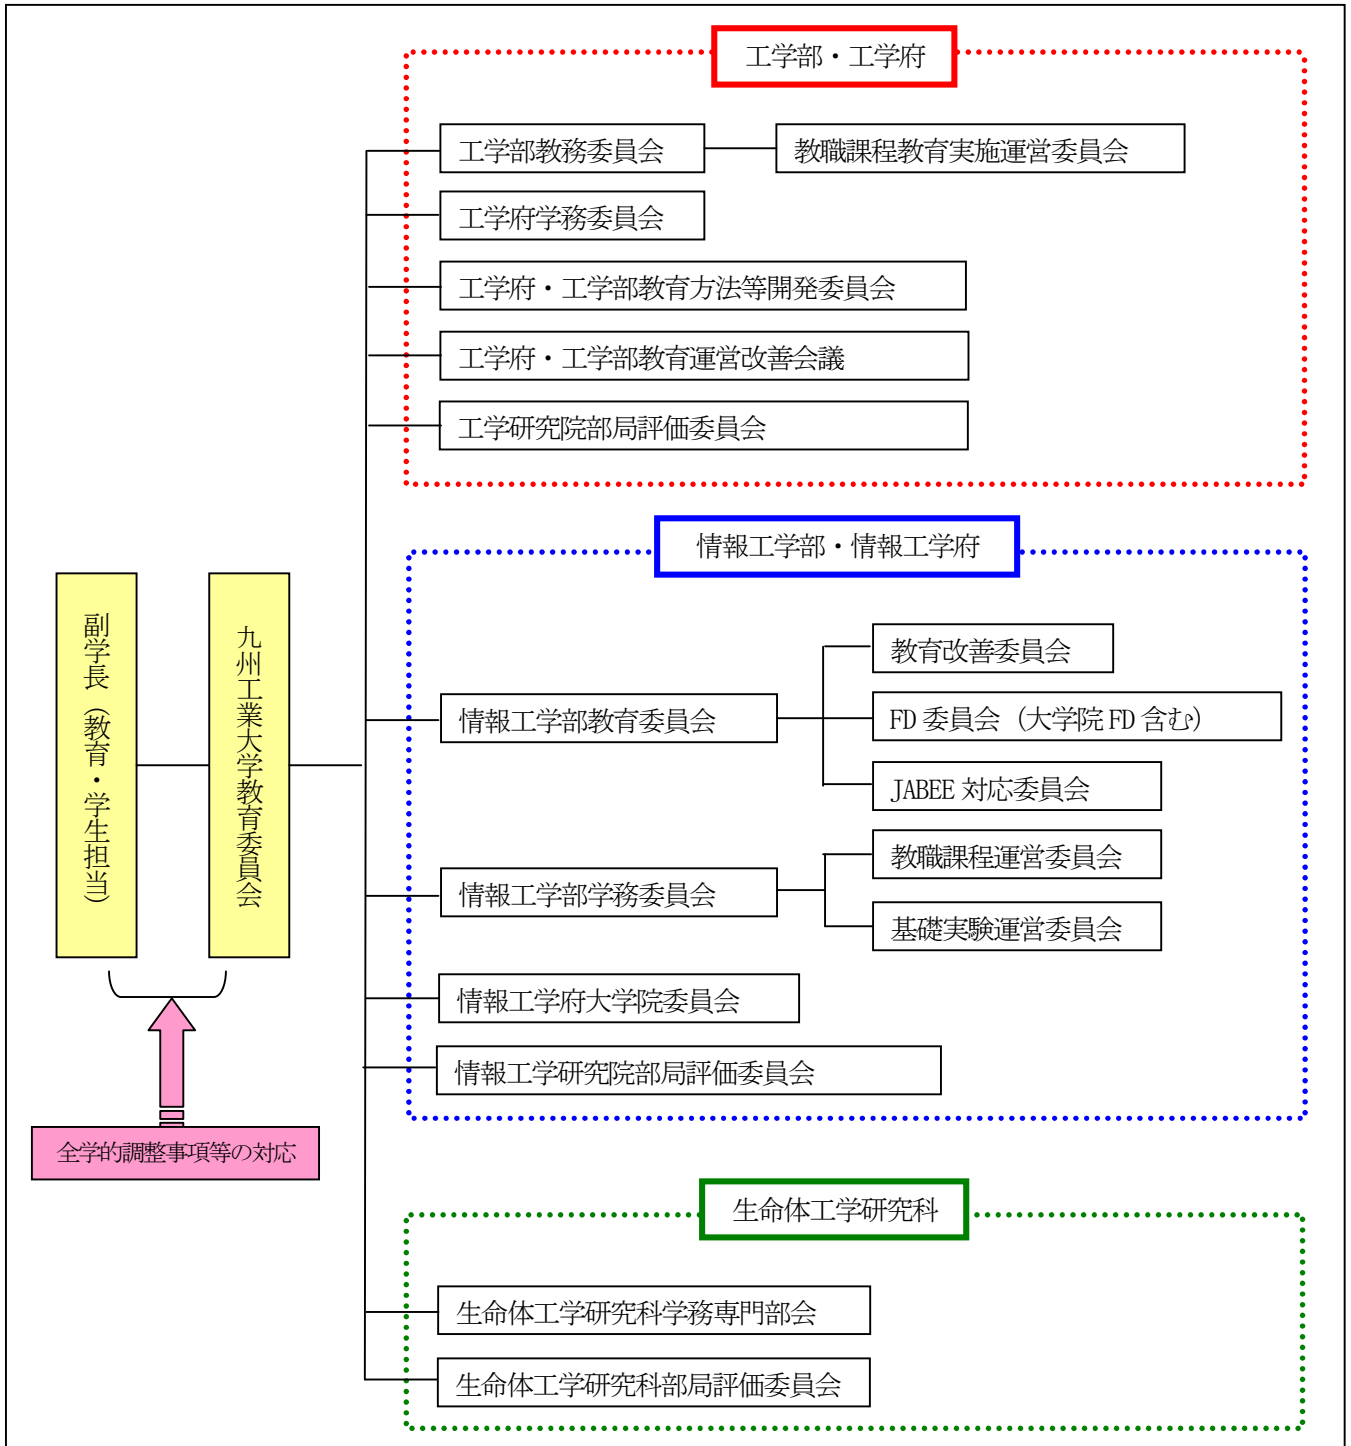 工学部・工学府
工学部教務委員会
教職課程教育実施運営委員会
工学府学務委員会
工学府・工学部教育方法等開発委員会
工学府・工学部教育運営改善会議
工学研究院部局評価委員会
情報工学部・情報工学府
副学長（教育・学生担当）
九州工業大学教育委員会
教育改善委員会
情報工学部教育委員会
FD 委員会（大学院 FD 含む）
JABEE 対応委員会
教職課程運営委員会
情報工学部学務委員会
基礎実験運営委員会
情報工学府大学院委員会
情報工学研究院部局評価委員会
全学的調整事項等の対応
生命体工学研究科
生命体工学研究科学務専門部会
生命体工学研究科部局評価委員会